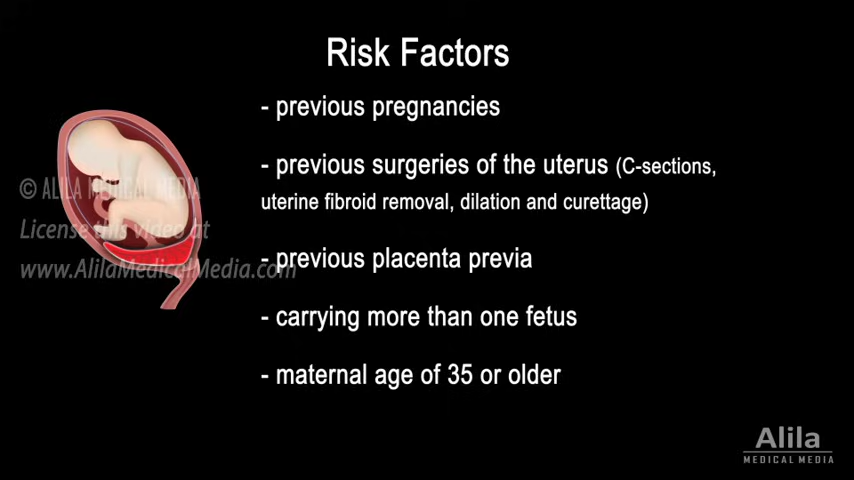 Risk Factors
- previous pregnancies
- previous surgeries of the uterus (C-sections,
uterine fibroid removal, dilation and curettage)
- previous placenta previa
- carrying more than one fetus
- maternal age of 35 or older
© ALILA MEDICAL MEDIA
License this video at
www.AlilaMedicalMedia.com
Alila
MEDICAL MEDIA